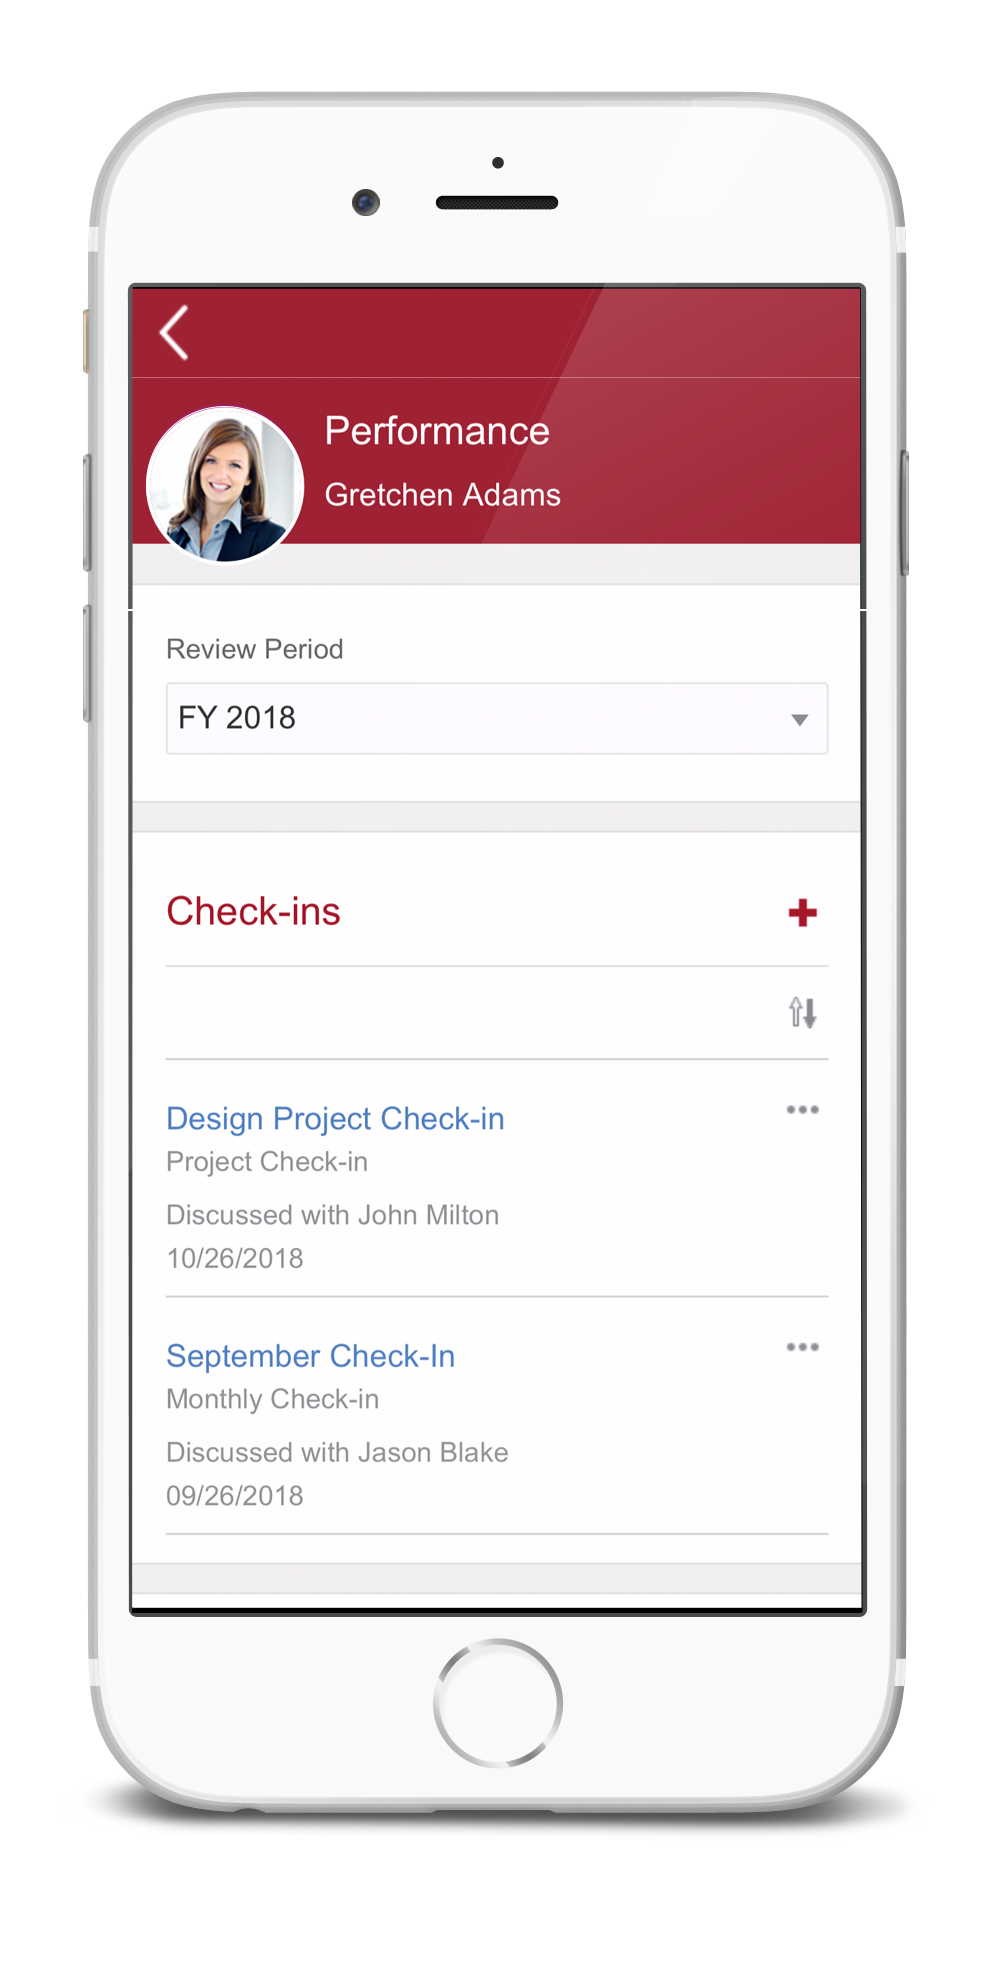 Performance
Gretchen Adams
Review Period
FY 2018
Check-ins
Design Project Check-in
Project Check-in
Discussed with John Milton
10/26/2018
September Check-In
Monthly Check-in
Discussed with Jason Blake
09/26/2018